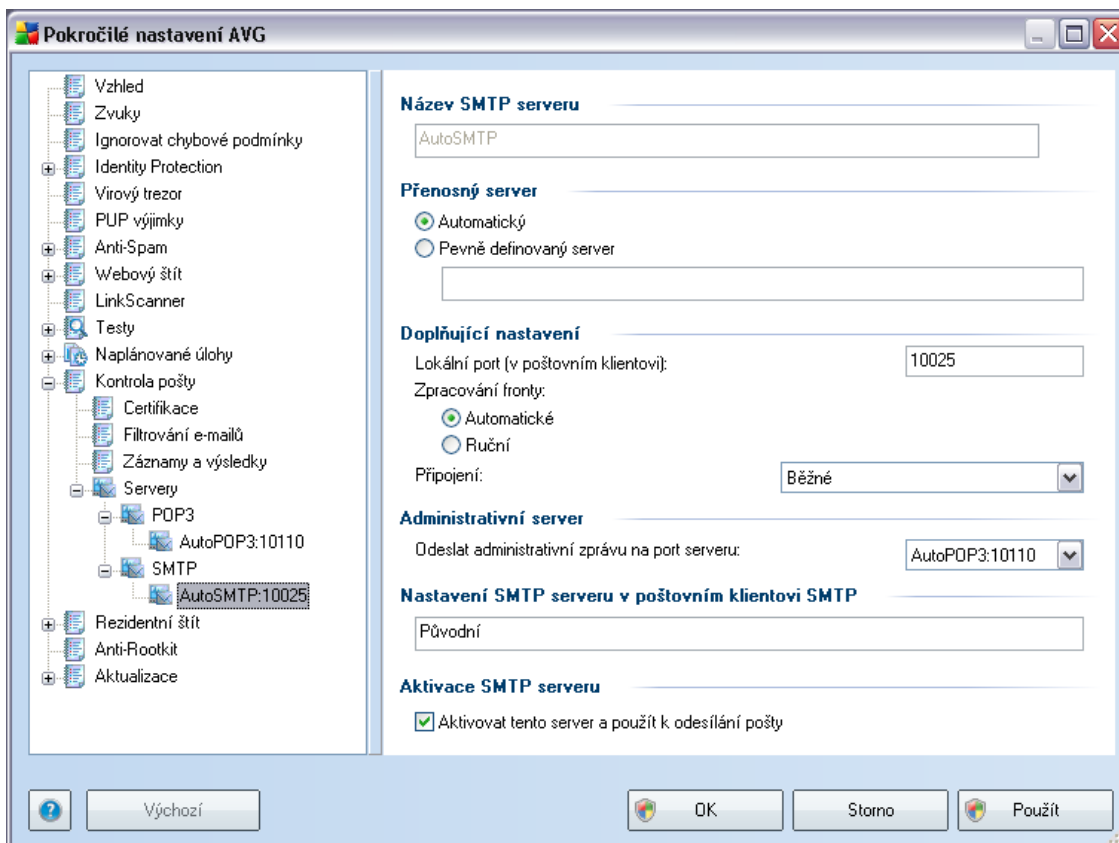 Pokročilé nastavení AVG
Vzhled
Zvuky
Ignorovat chybové podmínky
Identity Protection
Virový trezor
PUP výjimky
Anti-Spam
Webový štít
LinkScanner
Testy
Naplánované úlohy
Kontrola pošty
Certifikace
Filtrování e-mailů
Záznamy a výsledky
Servery
POP3
AutoPOP3:10110
SMTP
AutoSMTP:10025
Rezidentní štít
Anti-Rootkit
Aktualizace
Název SMTP serveru
AutoSMTP
Přenosný server
Automatický
Pevně definovaný server
Doplňující nastavení
Lokální port (v poštovním klientovi): 10025
Zpracování fronty:
Automatické
Ruční
Připojení: Běžné
Administrativní server
Odeslat administrativní zprávu na port serveru: AutoPOP3:10110
Nastavení SMTP serveru v poštovním klientovi SMTP
Původní
Aktivace SMTP serveru
Aktivovat tento server a použít k odesílání pošty
? Výchozí OK Storno Použít